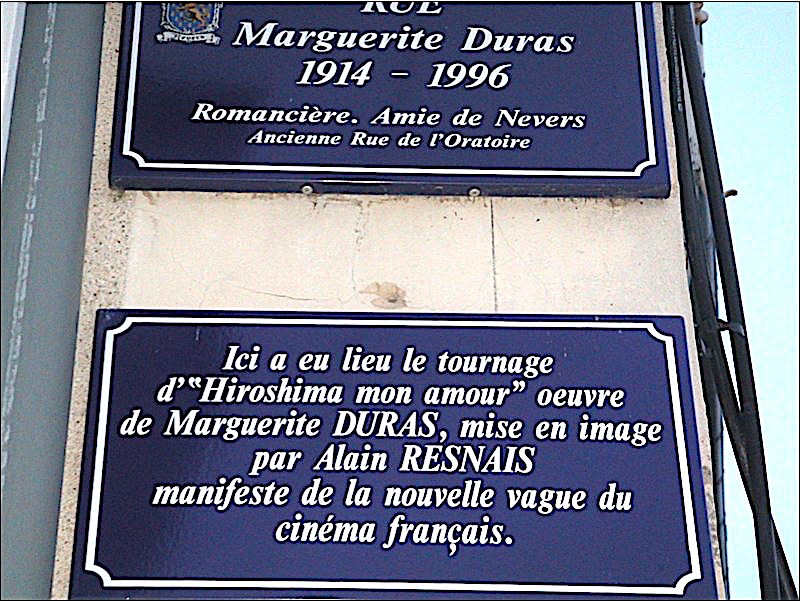 RUE
Marguerite Duras
1914 - 1996
Romancière. Amie de Nevers
Ancienne Rue de l'Oratoire
Ici a eu lieu le tournage
d'"Hiroshima mon amour" oeuvre
de Marguerite DURAS, mise en image
par Alain RESNAIS
manifeste de la nouvelle vague du
cinéma français.